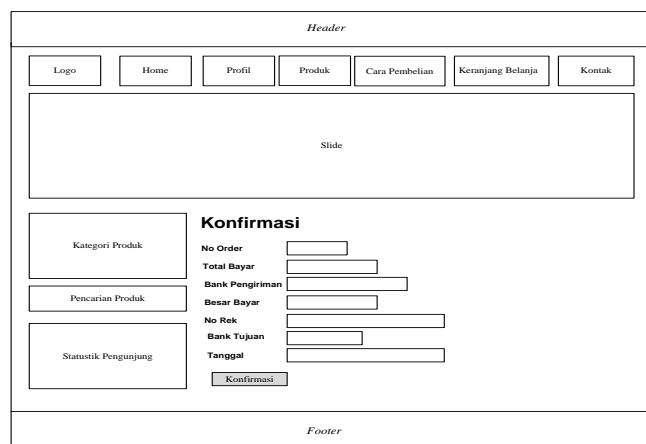 Header
Logo Home Profil Produk Cara Pembelian Keranjang Belanja Kontak
Slide
Kategori Produk
Pencarian Produk
Statustik Pengunjung
Konfirmasi
No Order
Total Bayar
Bank Pengiriman
Besar Bayar
No Rek
Bank Tujuan
Tanggal
Konfirmasi
Footer